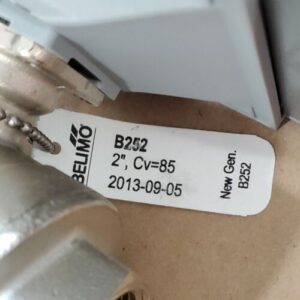 BELIMO
B252
2", Cv=85
2013-09-05
New Gen.
B252